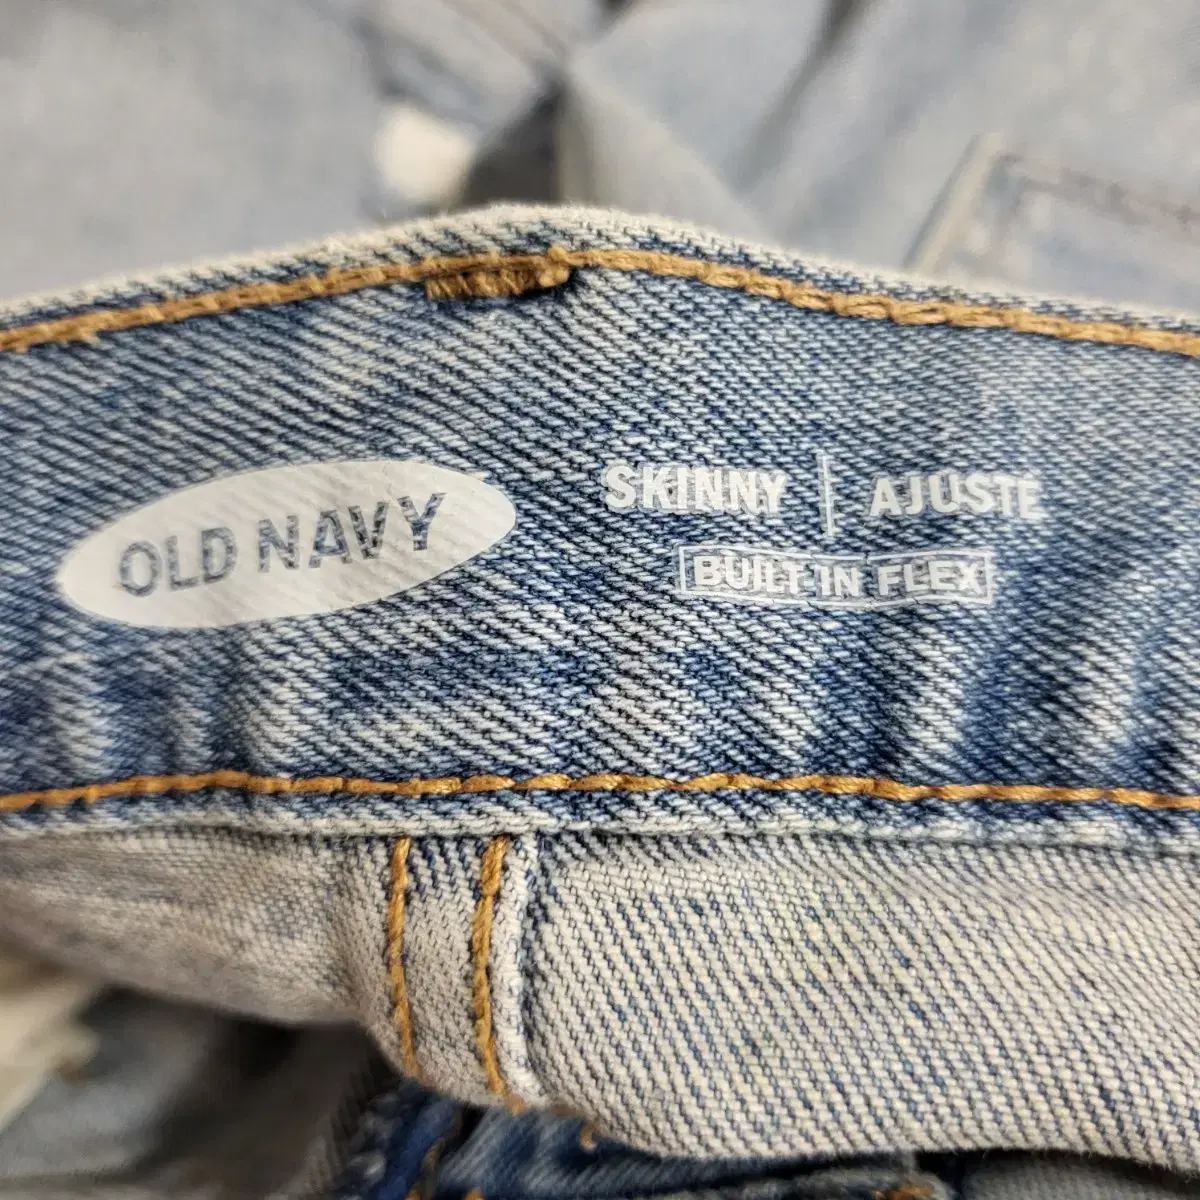 OLD NAVY
SKINNY | AJUSTE
BUILT-IN FLEX